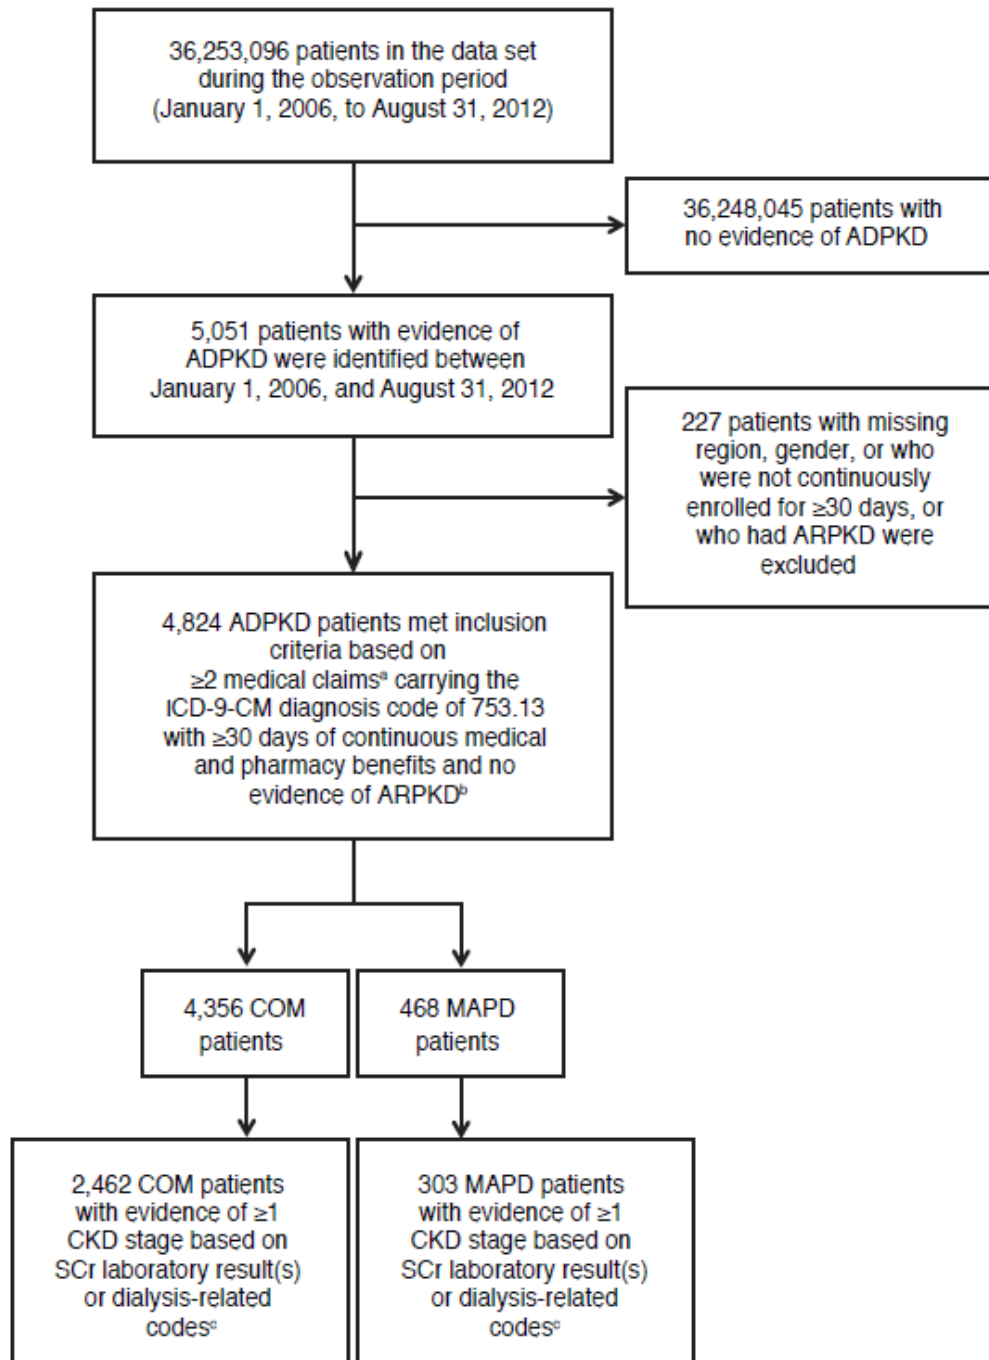 36,253,096 patients in the data set
during the observation period
(January 1, 2006, to August 31, 2012)
36,248,045 patients with
no evidence of ADPKD
5,051 patients with evidence of
ADPKD were identified between
January 1, 2006, and August 31, 2012
227 patients with missing
region, gender, or who
were not continuously
enrolled for ≥30 days, or
who had ARPKD were
excluded
4,824 ADPKD patients met inclusion
criteria based on
≥2 medical claimsᵃ carrying the
ICD-9-CM diagnosis code of 753.13
with ≥30 days of continuous medical
and pharmacy benefits and no
evidence of ARPKDᵇ
4,356 COM
patients
468 MAPD
patients
2,462 COM patients
with evidence of ≥1
CKD stage based on
SCr laboratory result(s)
or dialysis-related
codesᶜ
303 MAPD patients
with evidence of ≥1
CKD stage based on
SCr laboratory result(s)
or dialysis-related
codesᶜ